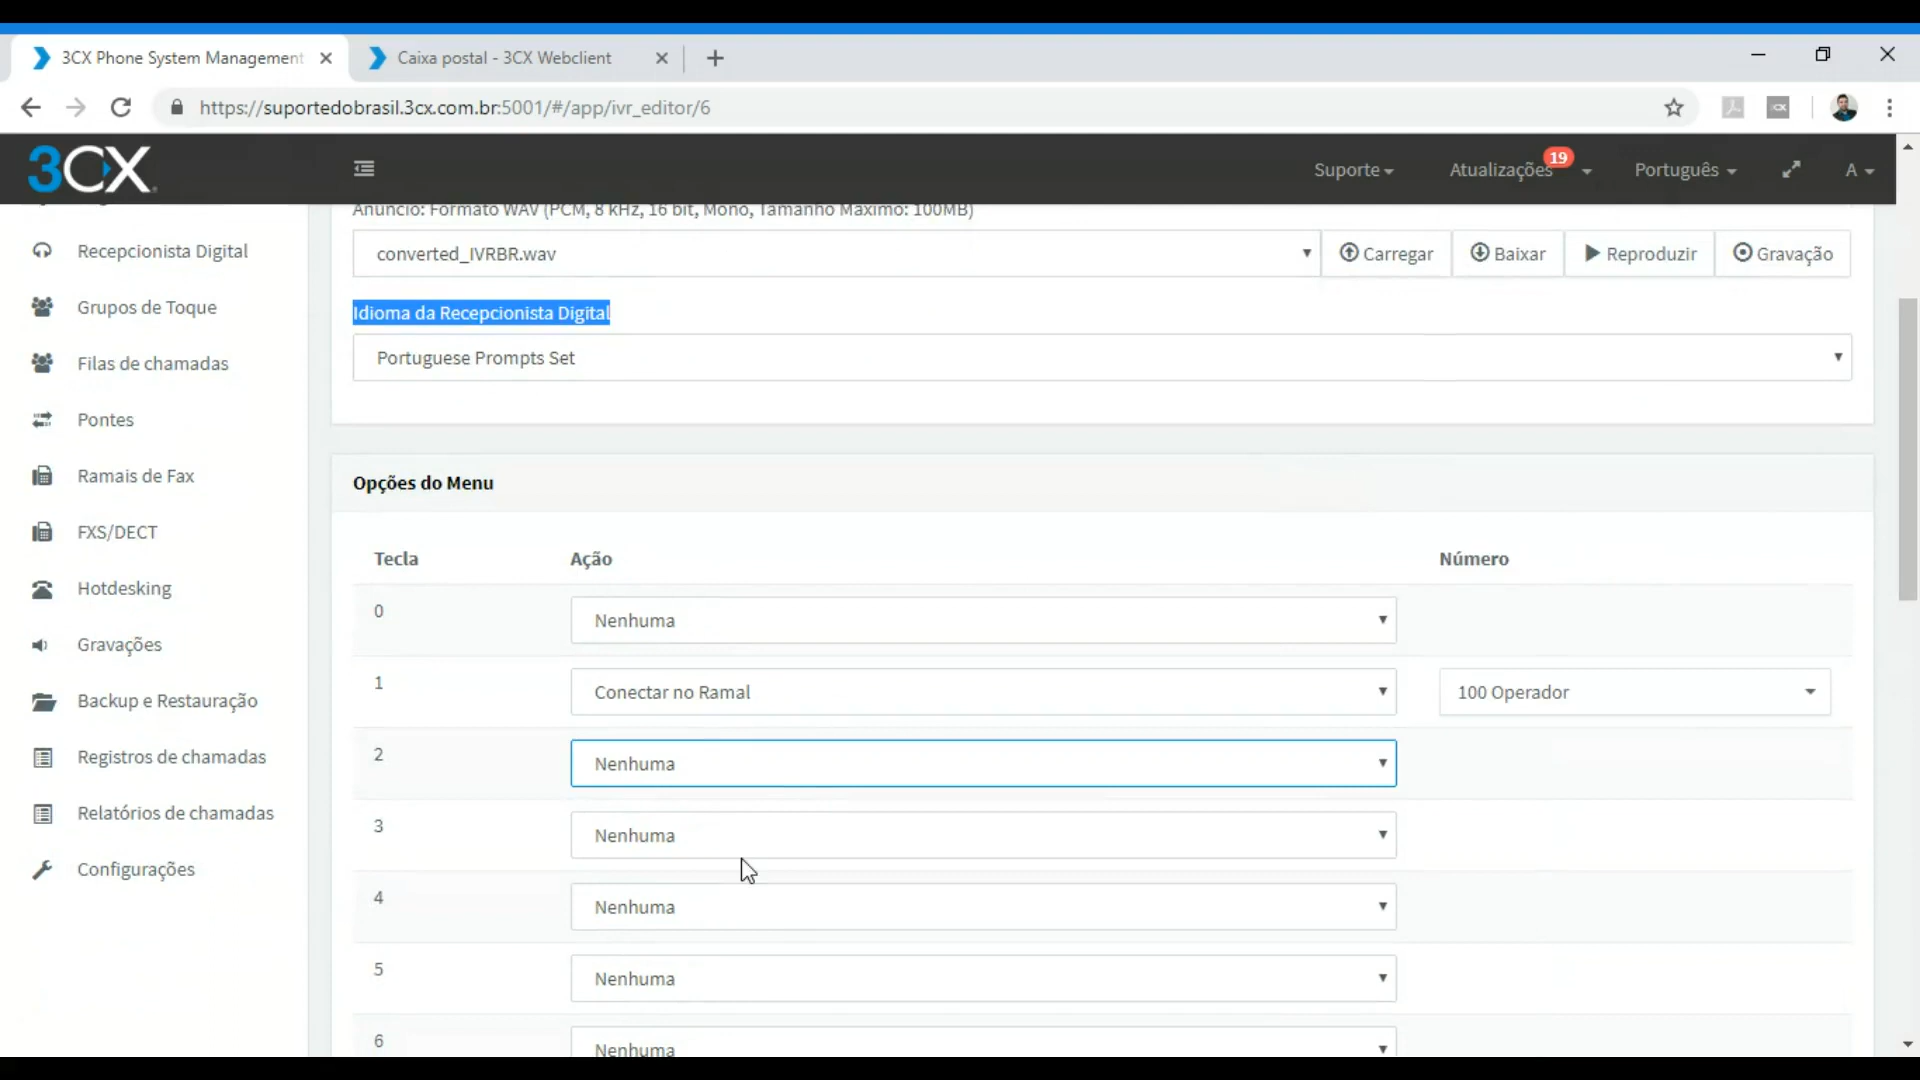 3CX Phone System Management
Caixa postal - 3CX Webclient
https://suportedobrasil.3cx.com.br:5001/#/app/ivr_editor/6
3CX
Suporte
Atualizações
19
Português
A
Anúncio: Formato WAV (PCM, 8 kHz, 16 bit, Mono, Tamanho Máximo: 100MB)
Recepcionista Digital
converted_IVRBR.wav
Carregar
Baixar
Reproduzir
Gravação
Grupos de Toque
Idioma da Recepcionista Digital
Filas de chamadas
Portuguese Prompts Set
Pontes
Ramais de Fax
Opções do Menu
FXS/DECT
Tecla
Ação
Número
Hotdesking
0
Nenhuma
Gravações
1
Conectar no Ramal
100 Operador
Backup e Restauração
2
Nenhuma
Registros de chamadas
Relatórios de chamadas
3
Nenhuma
Configurações
4
Nenhuma
5
Nenhuma
6
Nenhuma